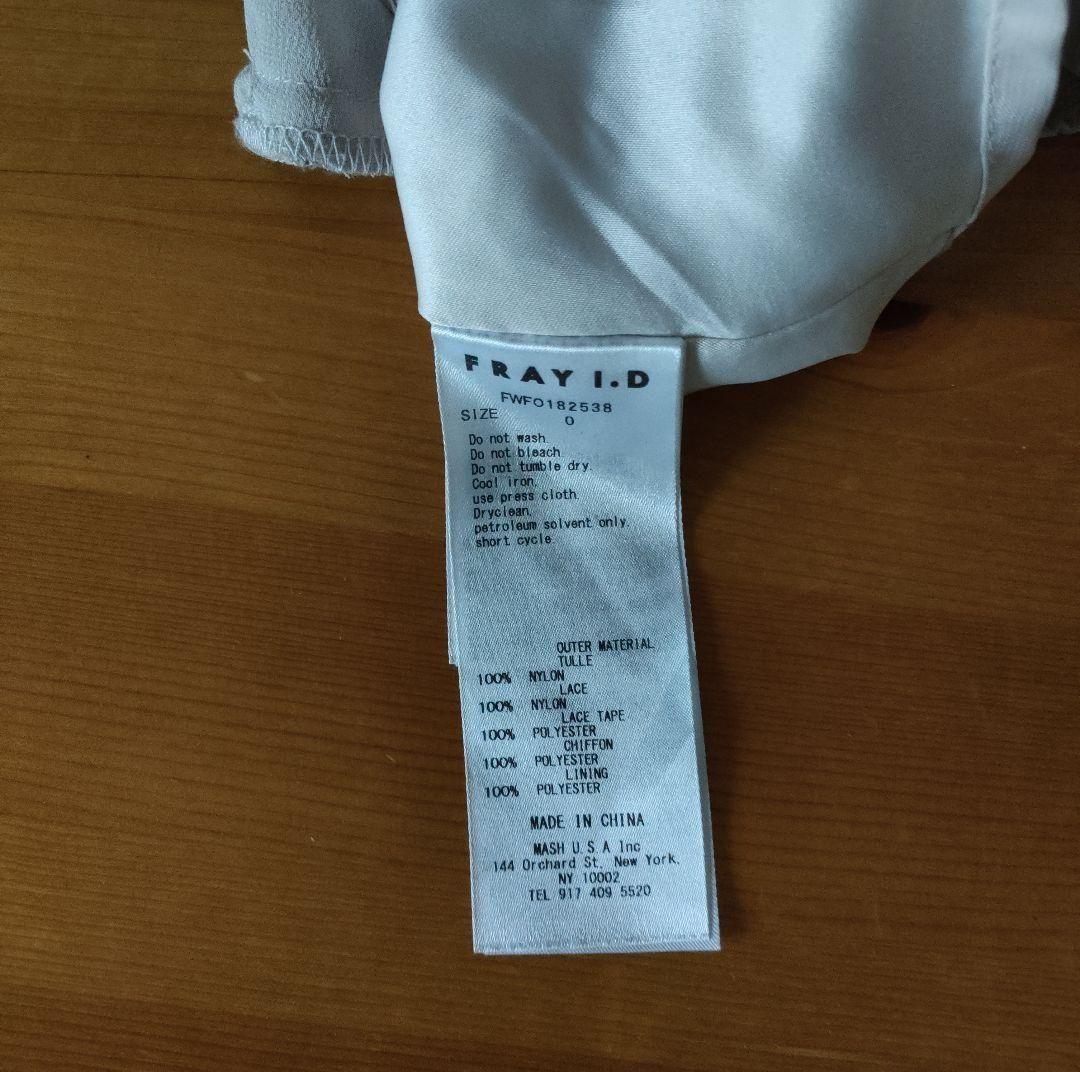 FRAY I.D
FWFO182538
SIZE 0
Do not wash.
Do not bleach.
Do not tumble dry.
Cool iron.
use press cloth.
Dryclean.
petroleum solvent only.
short cycle.
OUTER MATERIAL
TULLE
100% NYLON
LACE
100% NYLON
LACE TAPE
100% POLYESTER
CHIFFON
100% POLYESTER
LINING
100% POLYESTER
MADE IN CHINA
MASH U.S.A Inc
144 Orchard St. New York.
NY 10002
TEL 917 409 5520